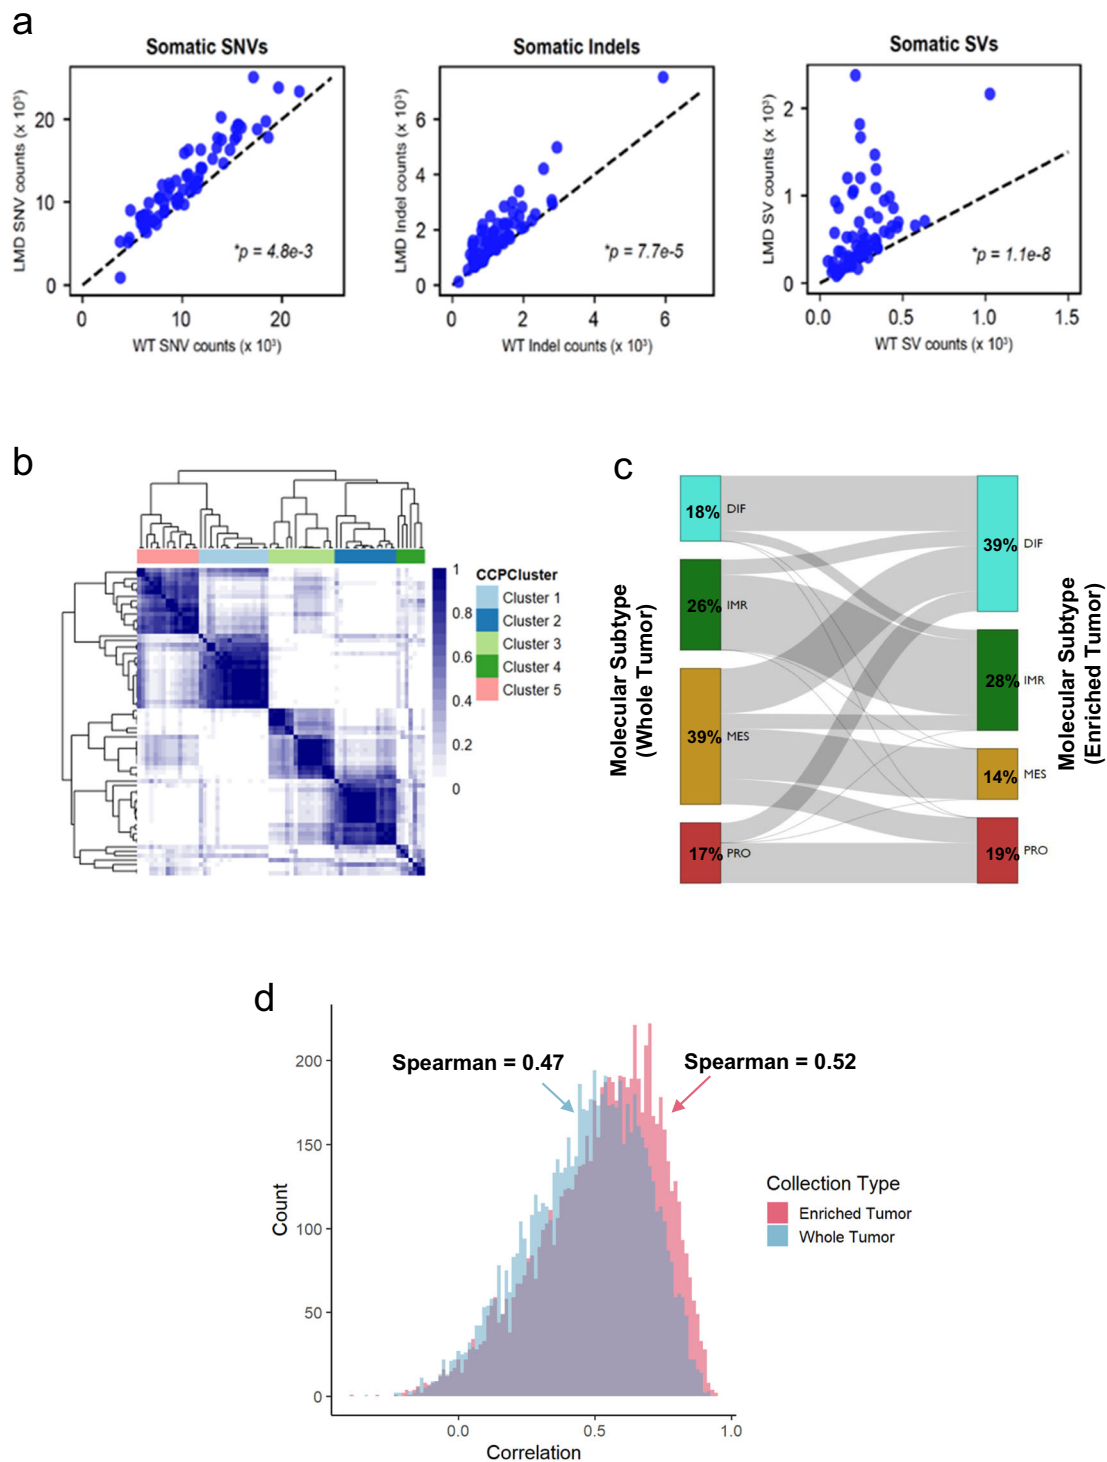 a
Somatic SNVs
LMD SNV counts (x 10³)
20
10
0
*p = 4.8e-3
0 10 20
WT SNV counts (x 10³)
Somatic Indels
LMD Indel counts (x 10³)
6
4
2
0
*p = 7.7e-5
0 2 4 6
WT Indel counts (x 10³)
Somatic SVs
LMD SV counts (x 10³)
2
1
0
*p = 1.1e-8
0.0 0.5 1.0 1.5
WT SV counts (x 10³)
b
1
0.8
0.6
0.4
0.2
0
CCPCluster
Cluster 1
Cluster 2
Cluster 3
Cluster 4
Cluster 5
c
Molecular Subtype
(Whole Tumor)
18% DIF
26% IMR
39% MES
17% PRO
39% DIF
28% IMR
14% MES
19% PRO
Molecular Subtype
(Enriched Tumor)
d
Spearman = 0.47
Spearman = 0.52
Count
200
150
100
50
0
0.0 0.5 1.0
Correlation
Collection Type
Enriched Tumor
Whole Tumor